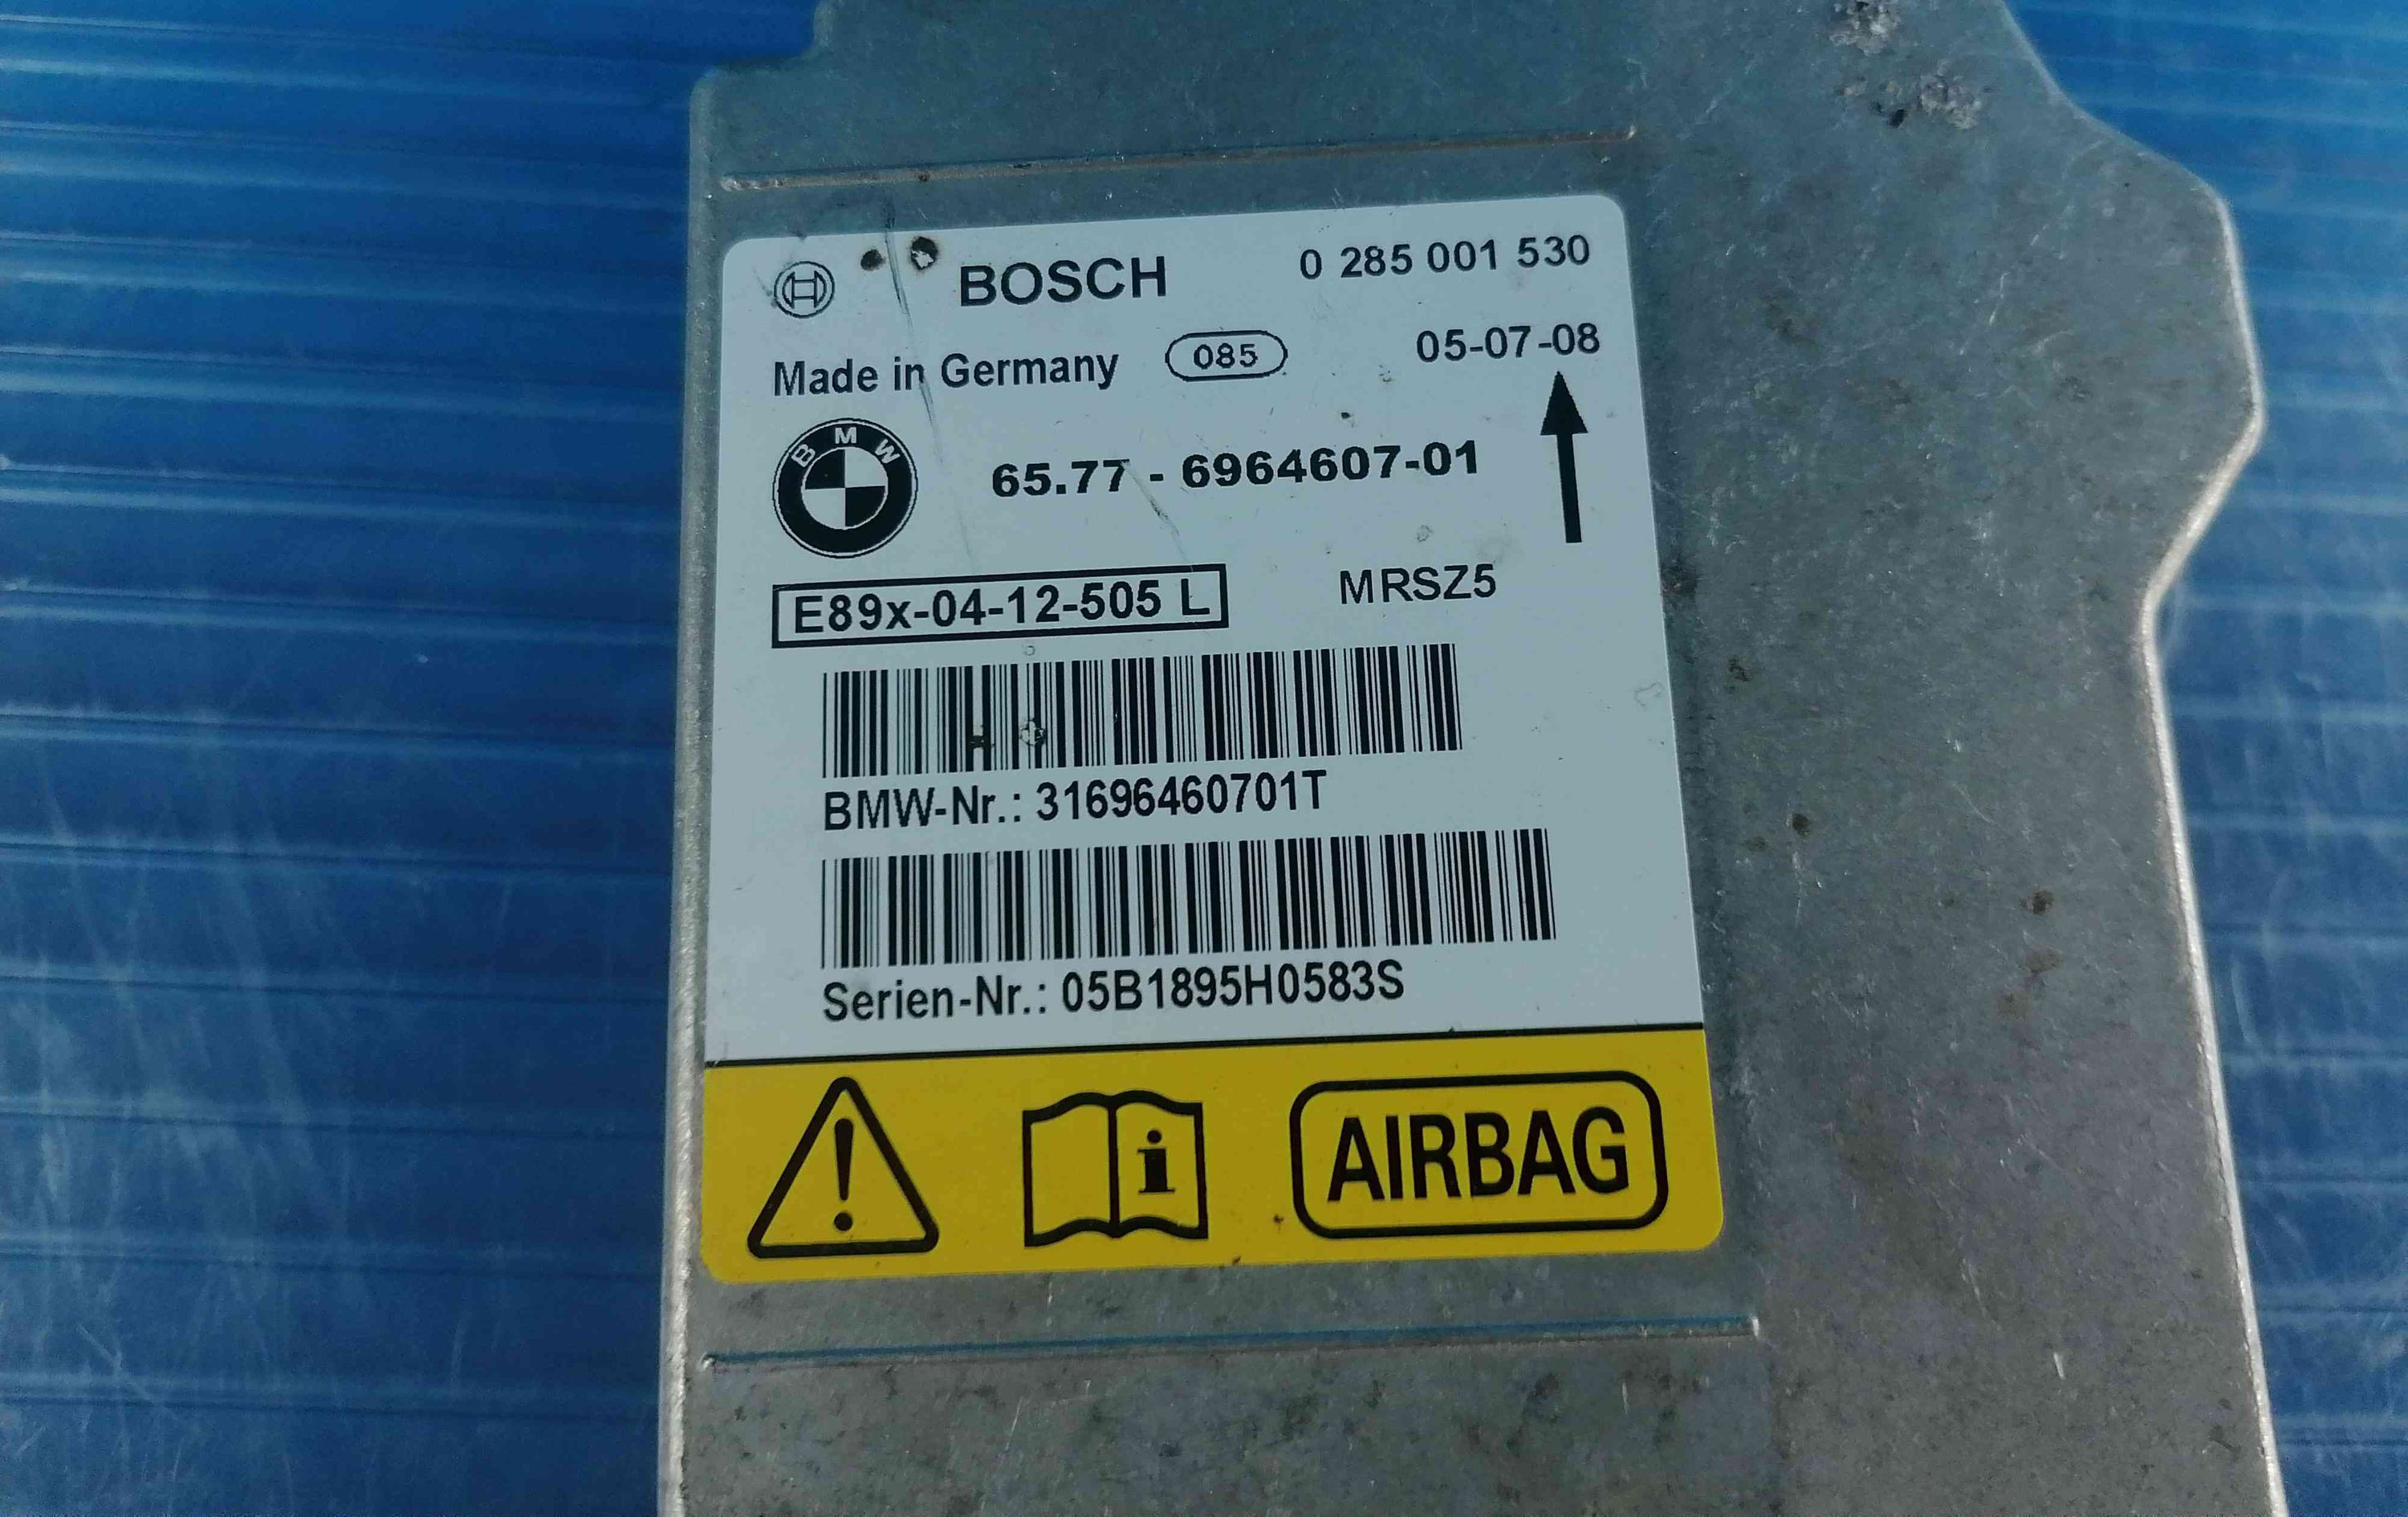 BOSCH 0 285 001 530
Made in Germany 085 05-07-08
BMW 65.77 - 6964607-01
E89x-04-12-505 L MRSZ5
BMW-Nr.: 31696460701T
Serien-Nr.: 05B1895H0583S
AIRBAG